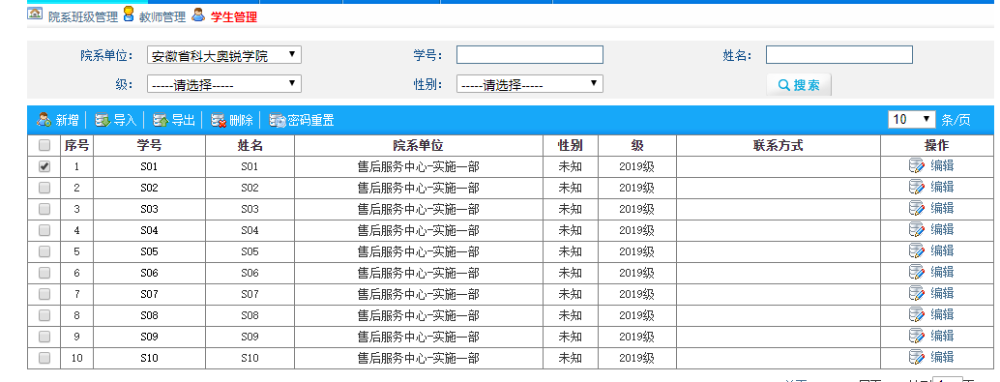 院系班级管理 教师管理 学生管理
院系单位： 安徽省科大奥锐学院 学号： 姓名：
级： -----请选择----- 性别： -----请选择----- 搜索
新增 导入 导出 删除 密码重置 10 条/页
序号 学号 姓名 院系单位 性别 级 联系方式 操作
1 S01 S01 售后服务中心-实施一部 未知 2019级 编辑
2 S02 S02 售后服务中心-实施一部 未知 2019级 编辑
3 S03 S03 售后服务中心-实施一部 未知 2019级 编辑
4 S04 S04 售后服务中心-实施一部 未知 2019级 编辑
5 S05 S05 售后服务中心-实施一部 未知 2019级 编辑
6 S06 S06 售后服务中心-实施一部 未知 2019级 编辑
7 S07 S07 售后服务中心-实施一部 未知 2019级 编辑
8 S08 S08 售后服务中心-实施一部 未知 2019级 编辑
9 S09 S09 售后服务中心-实施一部 未知 2019级 编辑
10 S10 S10 售后服务中心-实施一部 未知 2019级 编辑